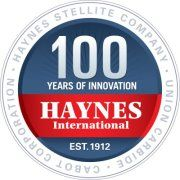 HAYNES STELLITE COMPANY · UNION CARBIDE · CABOT CORPORATION ·
100
YEARS OF INNOVATION
HAYNES
International
EST. 1912